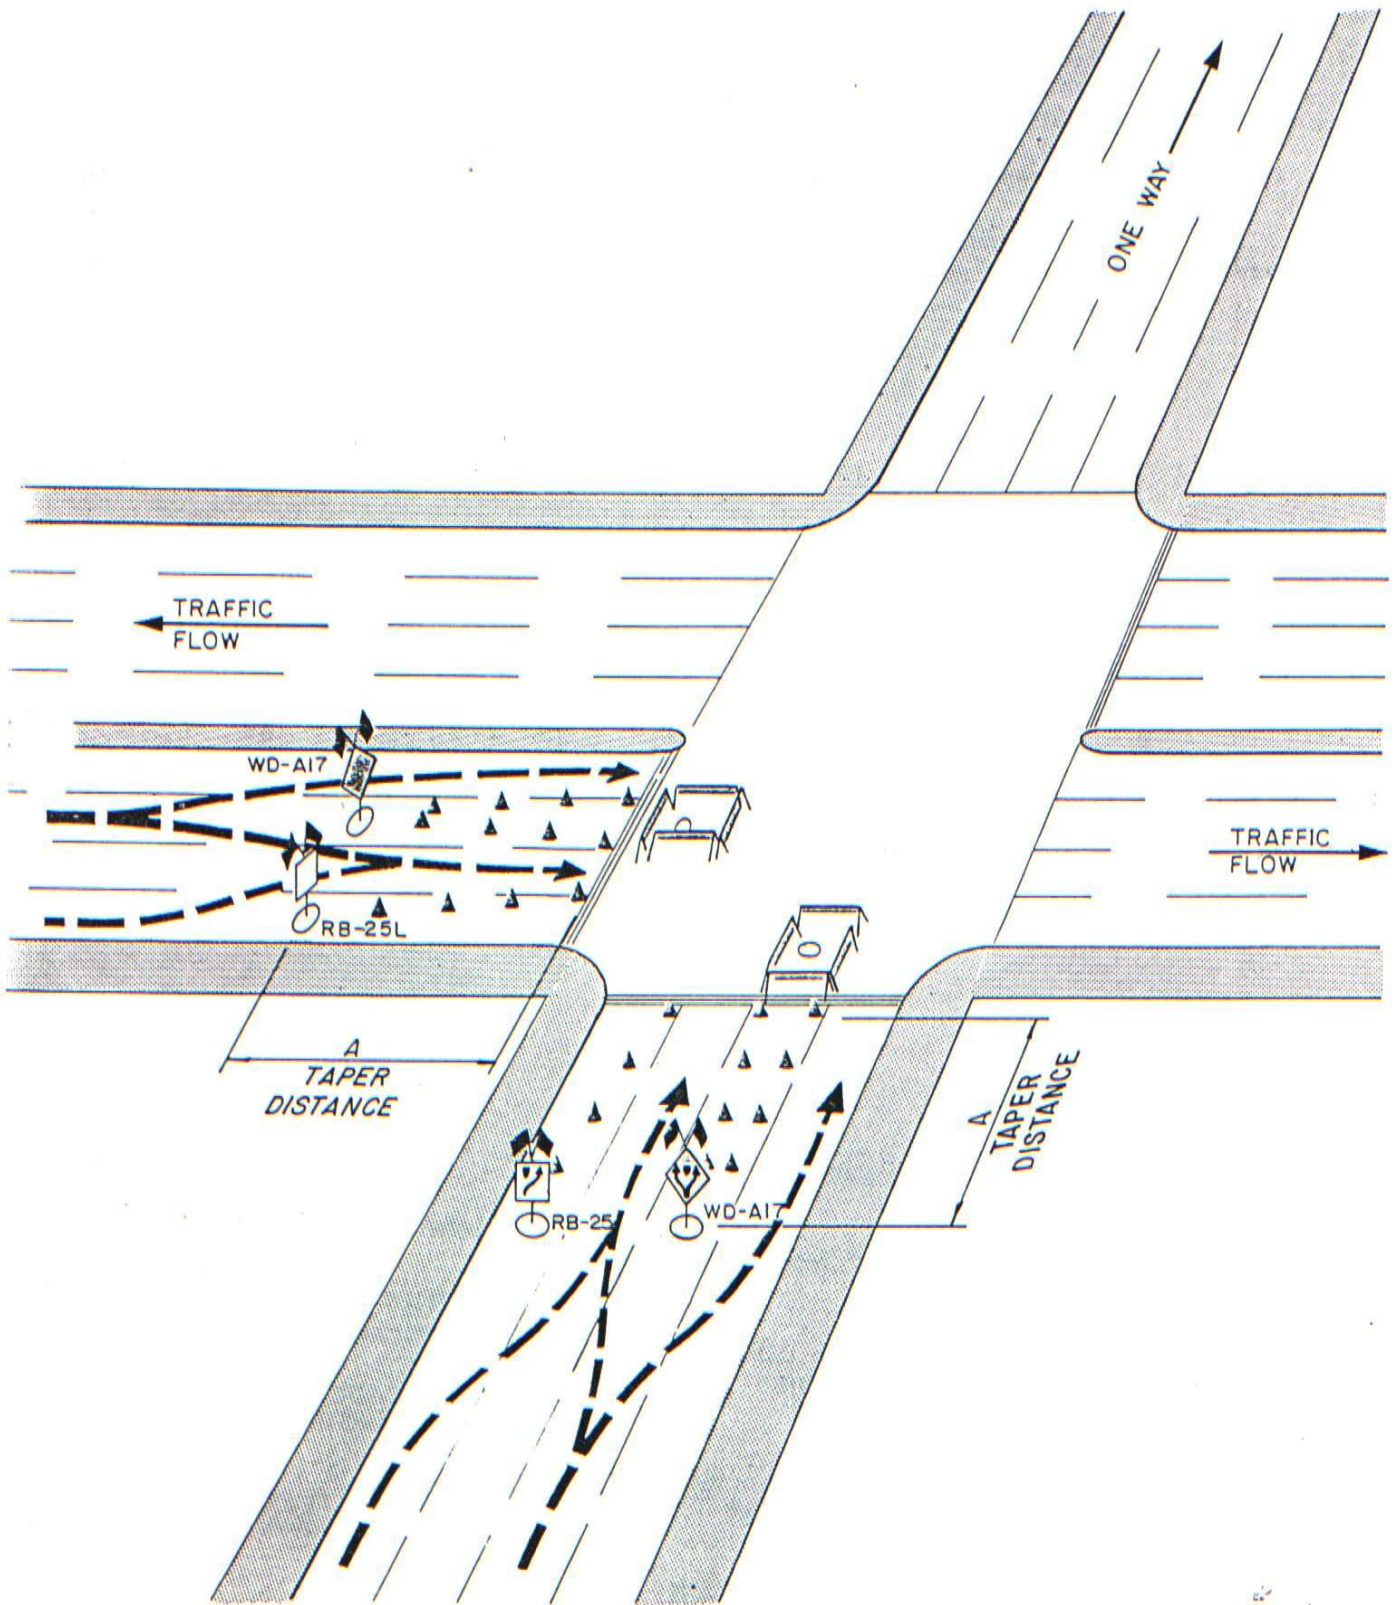 ONE WAY
TRAFFIC
FLOW
WD-A17
TRAFFIC
FLOW
RB-25L
A
TAPER
DISTANCE
A
TAPER
DISTANCE
RB-25
WD-A17